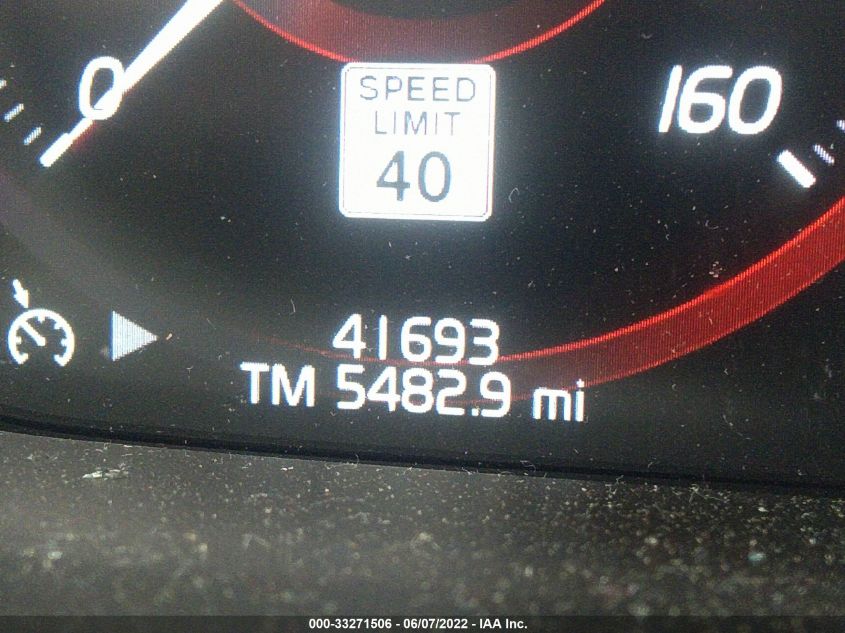 0
160
SPEED
LIMIT
40
41693
TM 5482.9 mi
000-33271506 - 06/07/2022 - IAA Inc.